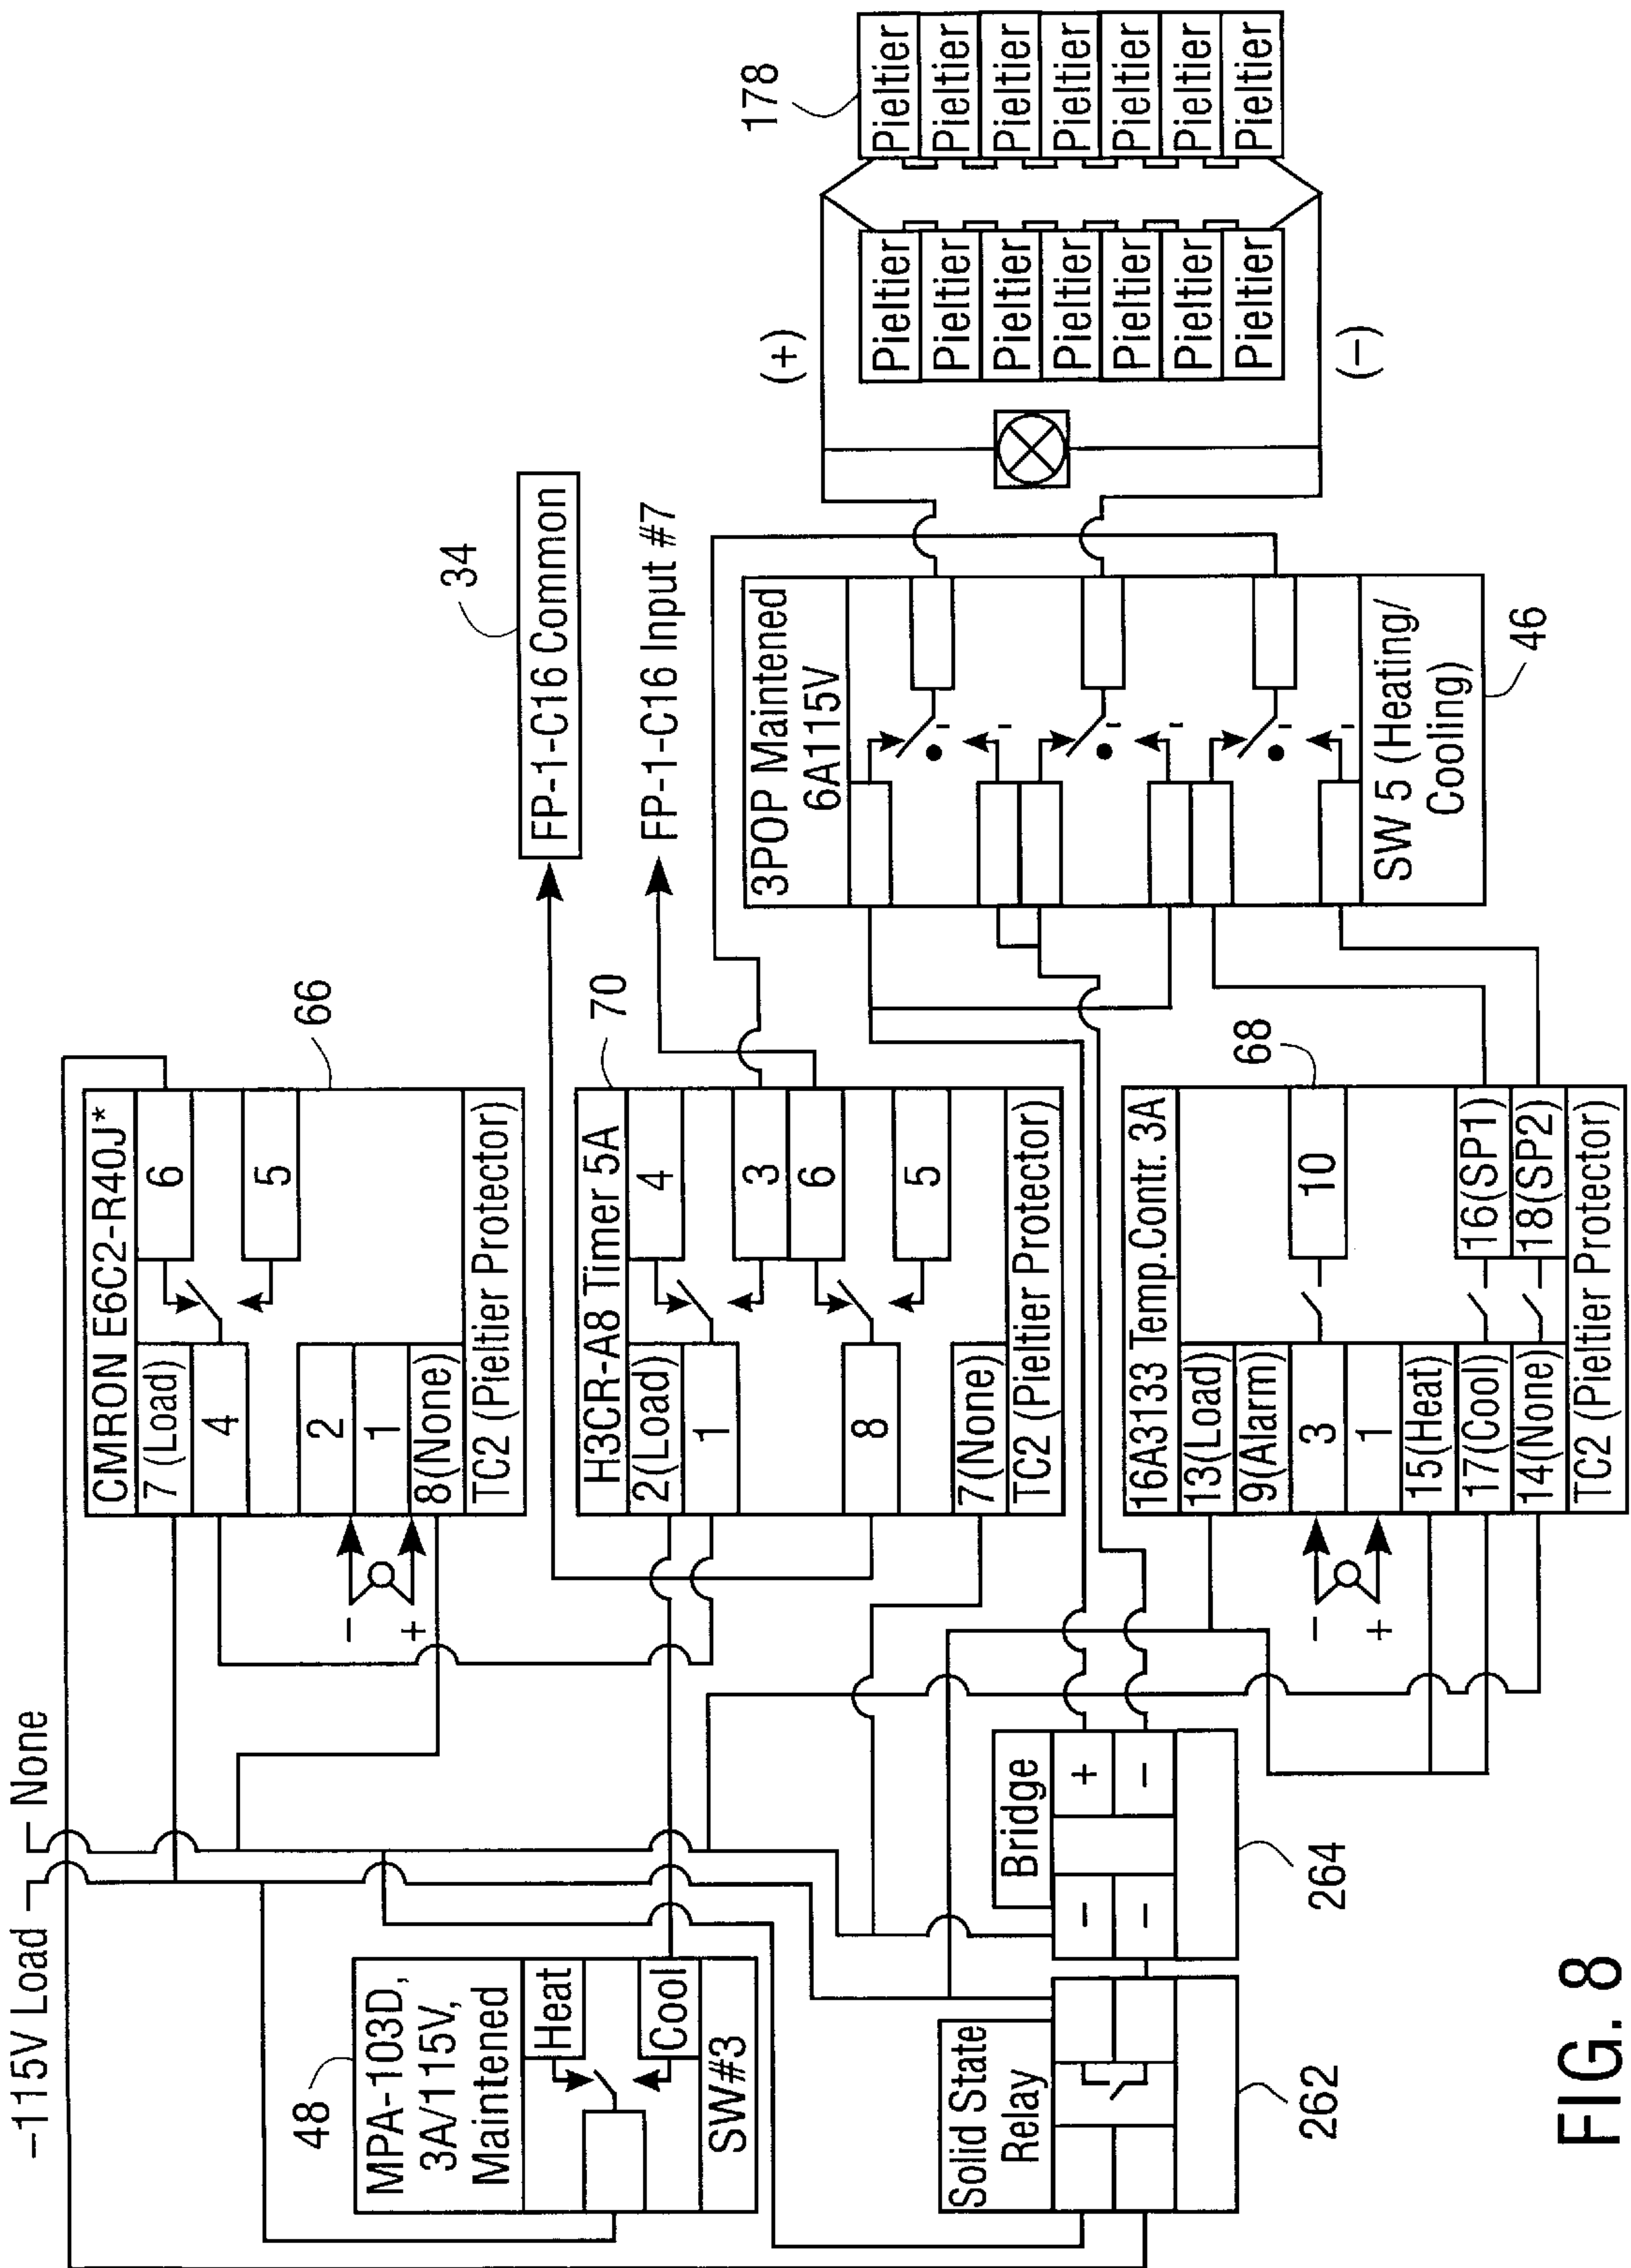 –115V Load
None
48
MPA-103D,
3A/115V,
Maintened
Heat
Cool
SW#3
CMRON E6C2-R40J*
7 (Load)
4
2
1
8(None)
6
5
TC2 (Pieltier Protector)
–
+
66
H3CR-A8 Timer 5A
2(Load)
1
8
7(None)
4
3
6
5
TC2 (Pieltier Protector)
70
16A3133 Temp.Contr. 3A
13(Load)
9(Alarm)
3
1
15(Heat)
17(Cool)
14(None)
10
16(SP1)
18(SP2)
TC2 (Pieltier Protector)
–
+
68
34
FP-1-C16 Common
FP-1-C16 Input #7
3POP Maintened
6A115V
SW 5 (Heating/
Cooling)
46
Solid State
Relay
262
Bridge
–
–
+
–
264
(+)
(–)
178
Pieltier
Pieltier
Pieltier
Pieltier
Pieltier
Pieltier
Pieltier
Pieltier
Pieltier
Pieltier
Pieltier
Pieltier
Pieltier
Pieltier
FIG. 8